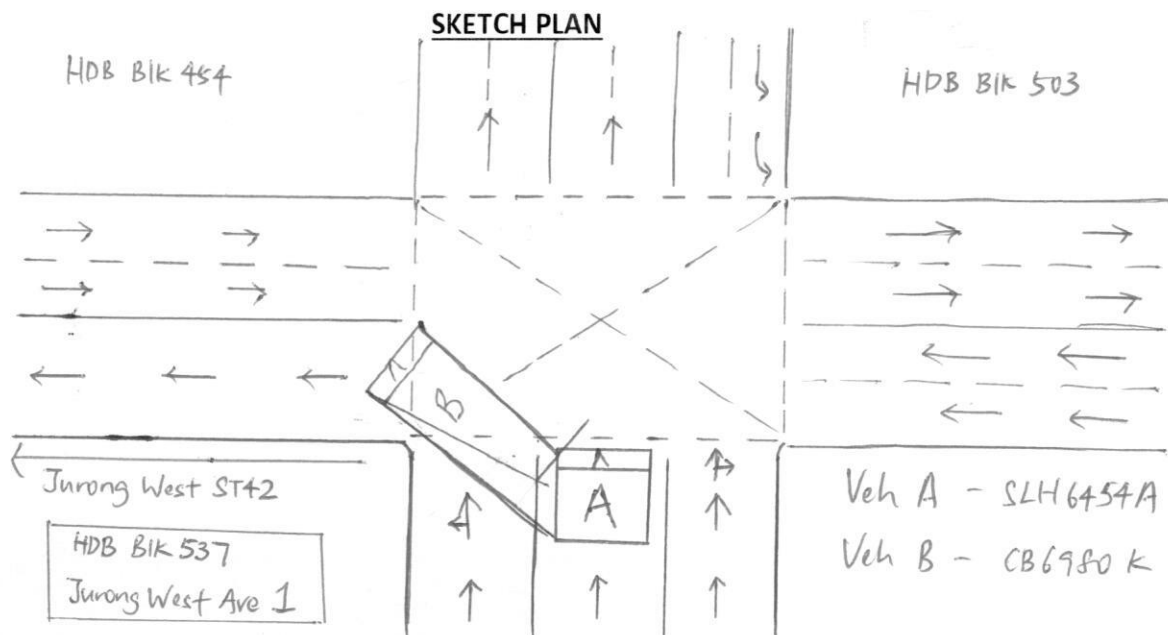 SKETCH PLAN
HDB Blk 454
HDB Blk 503
B
A
Jurong West ST42
HDB Blk 537
Jurong West Ave 1
Veh A - SLH6454A
Veh B - CB6980K